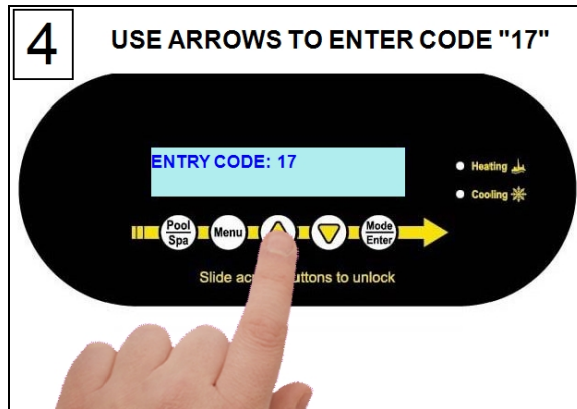 4
USE ARROWS TO ENTER CODE "17"
ENTRY CODE: 17
Heating
Cooling
Pool
Spa
Menu
Mode
Enter
Slide ac uttons to unlock